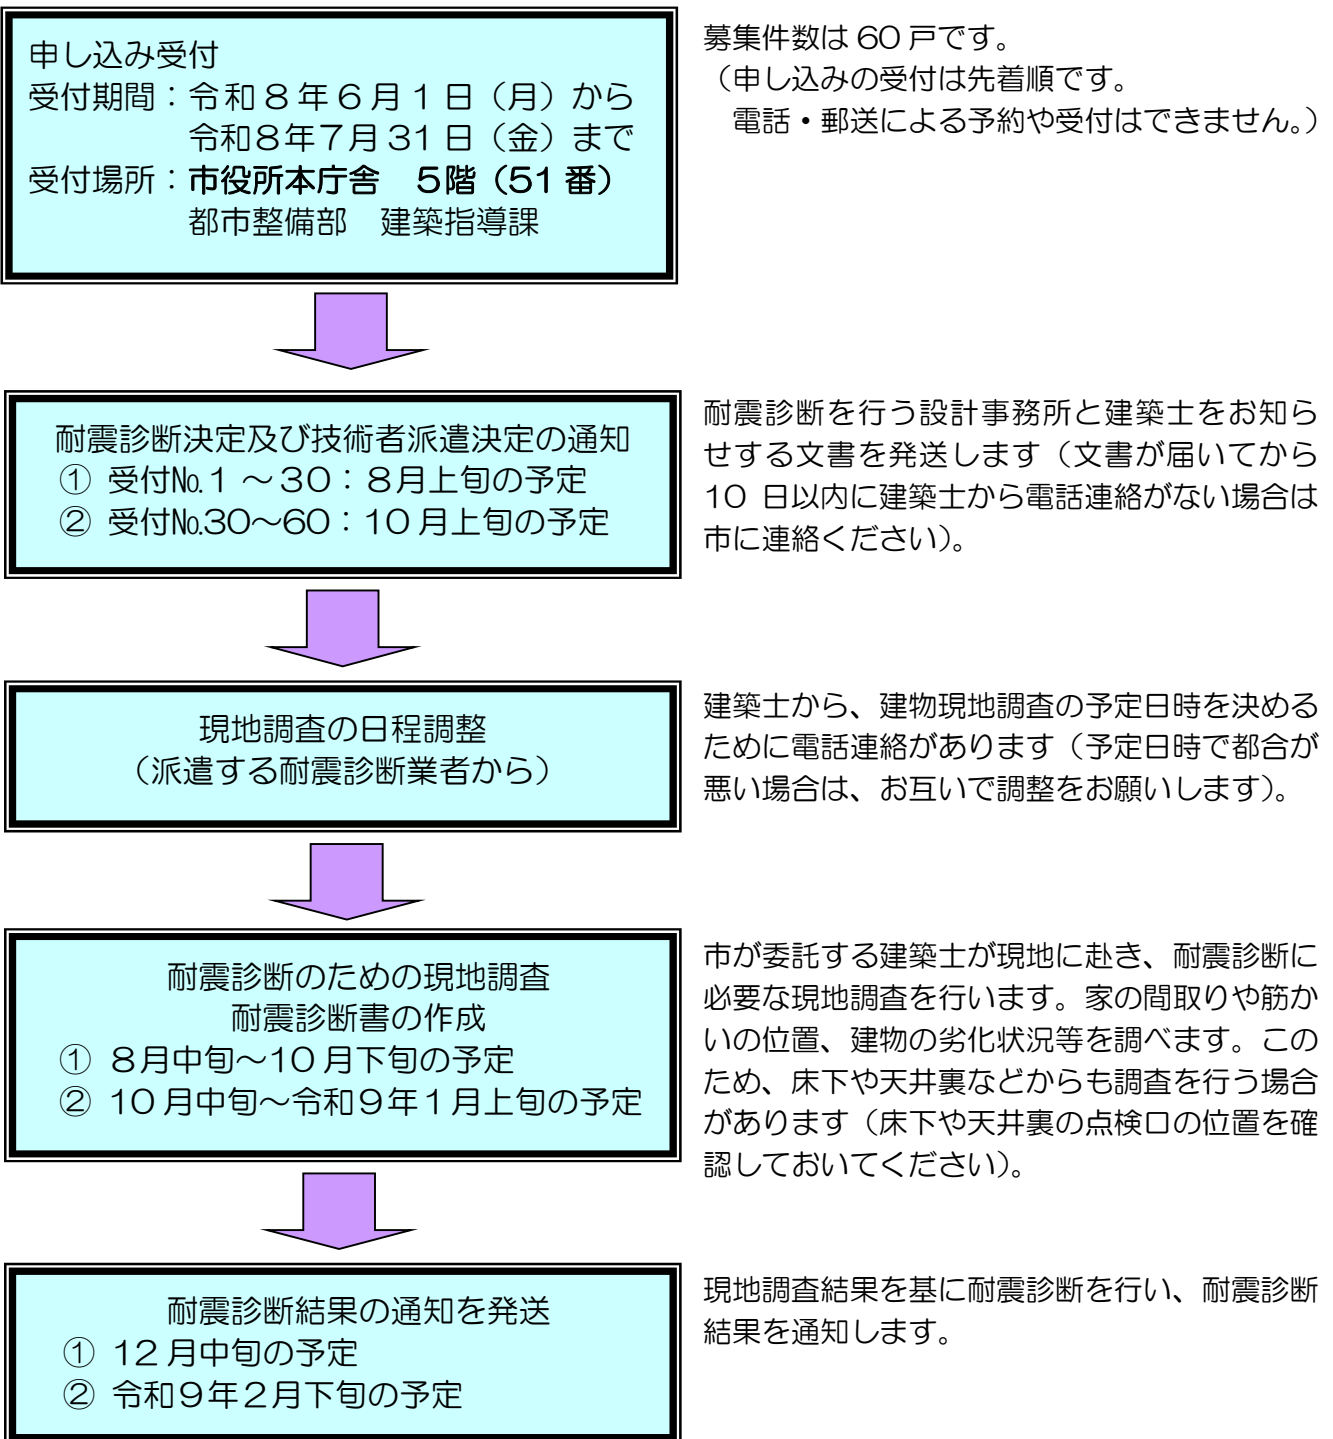 申し込み受付
受付期間：令和８年６月１日（月）から
令和８年７月 31 日（金）まで
受付場所：市役所本庁舎　５階（51 番）
都市整備部　建築指導課
募集件数は 60 戸です。
（申し込みの受付は先着順です。
電話・郵送による予約や受付はできません。）
耐震診断決定及び技術者派遣決定の通知
① 受付№１～３０：８月上旬の予定
② 受付№30～60：10 月上旬の予定
耐震診断を行う設計事務所と建築士をお知ら
せする文書を発送します（文書が届いてから
10 日以内に建築士から電話連絡がない場合は
市に連絡ください）。
現地調査の日程調整
（派遣する耐震診断業者から）
建築士から、建物現地調査の予定日時を決める
ために電話連絡があります（予定日時で都合が
悪い場合は、お互いで調整をお願いします）。
耐震診断のための現地調査
耐震診断書の作成
① ８月中旬～10 月下旬の予定
② 10 月中旬～令和９年１月上旬の予定
市が委託する建築士が現地に赴き、耐震診断に
必要な現地調査を行います。家の間取りや筋か
いの位置、建物の劣化状況等を調べます。この
ため、床下や天井裏などからも調査を行う場合
があります（床下や天井裏の点検口の位置を確
認しておいてください）。
耐震診断結果の通知を発送
① 12 月中旬の予定
② 令和９年２月下旬の予定
現地調査結果を基に耐震診断を行い、耐震診断
結果を通知します。